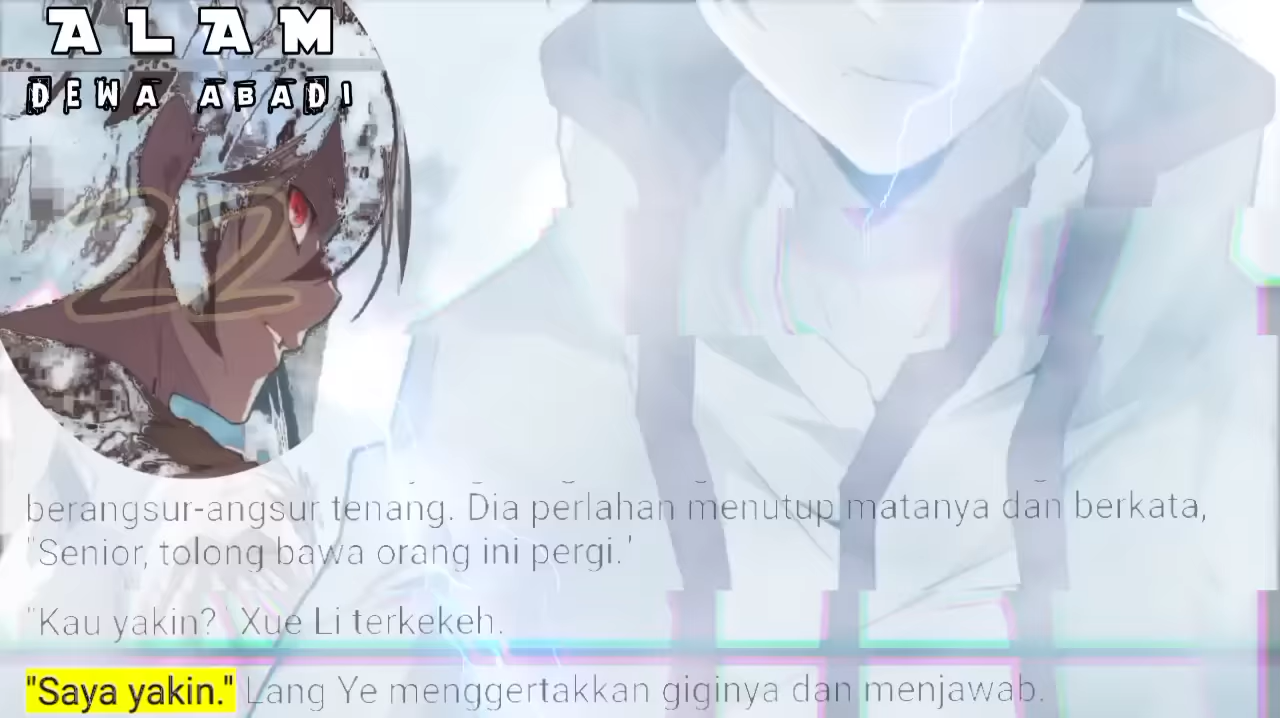 ALAM
DEWA ABADI
22
berangsur-angsur tenang. Dia perlahan menutup matanya dan berkata,
"Senior, tolong bawa orang ini pergi."
"Kau yakin?" Xue Li terkekeh.
"Saya yakin." Lang Ye menggertakkan giginya dan menjawab.